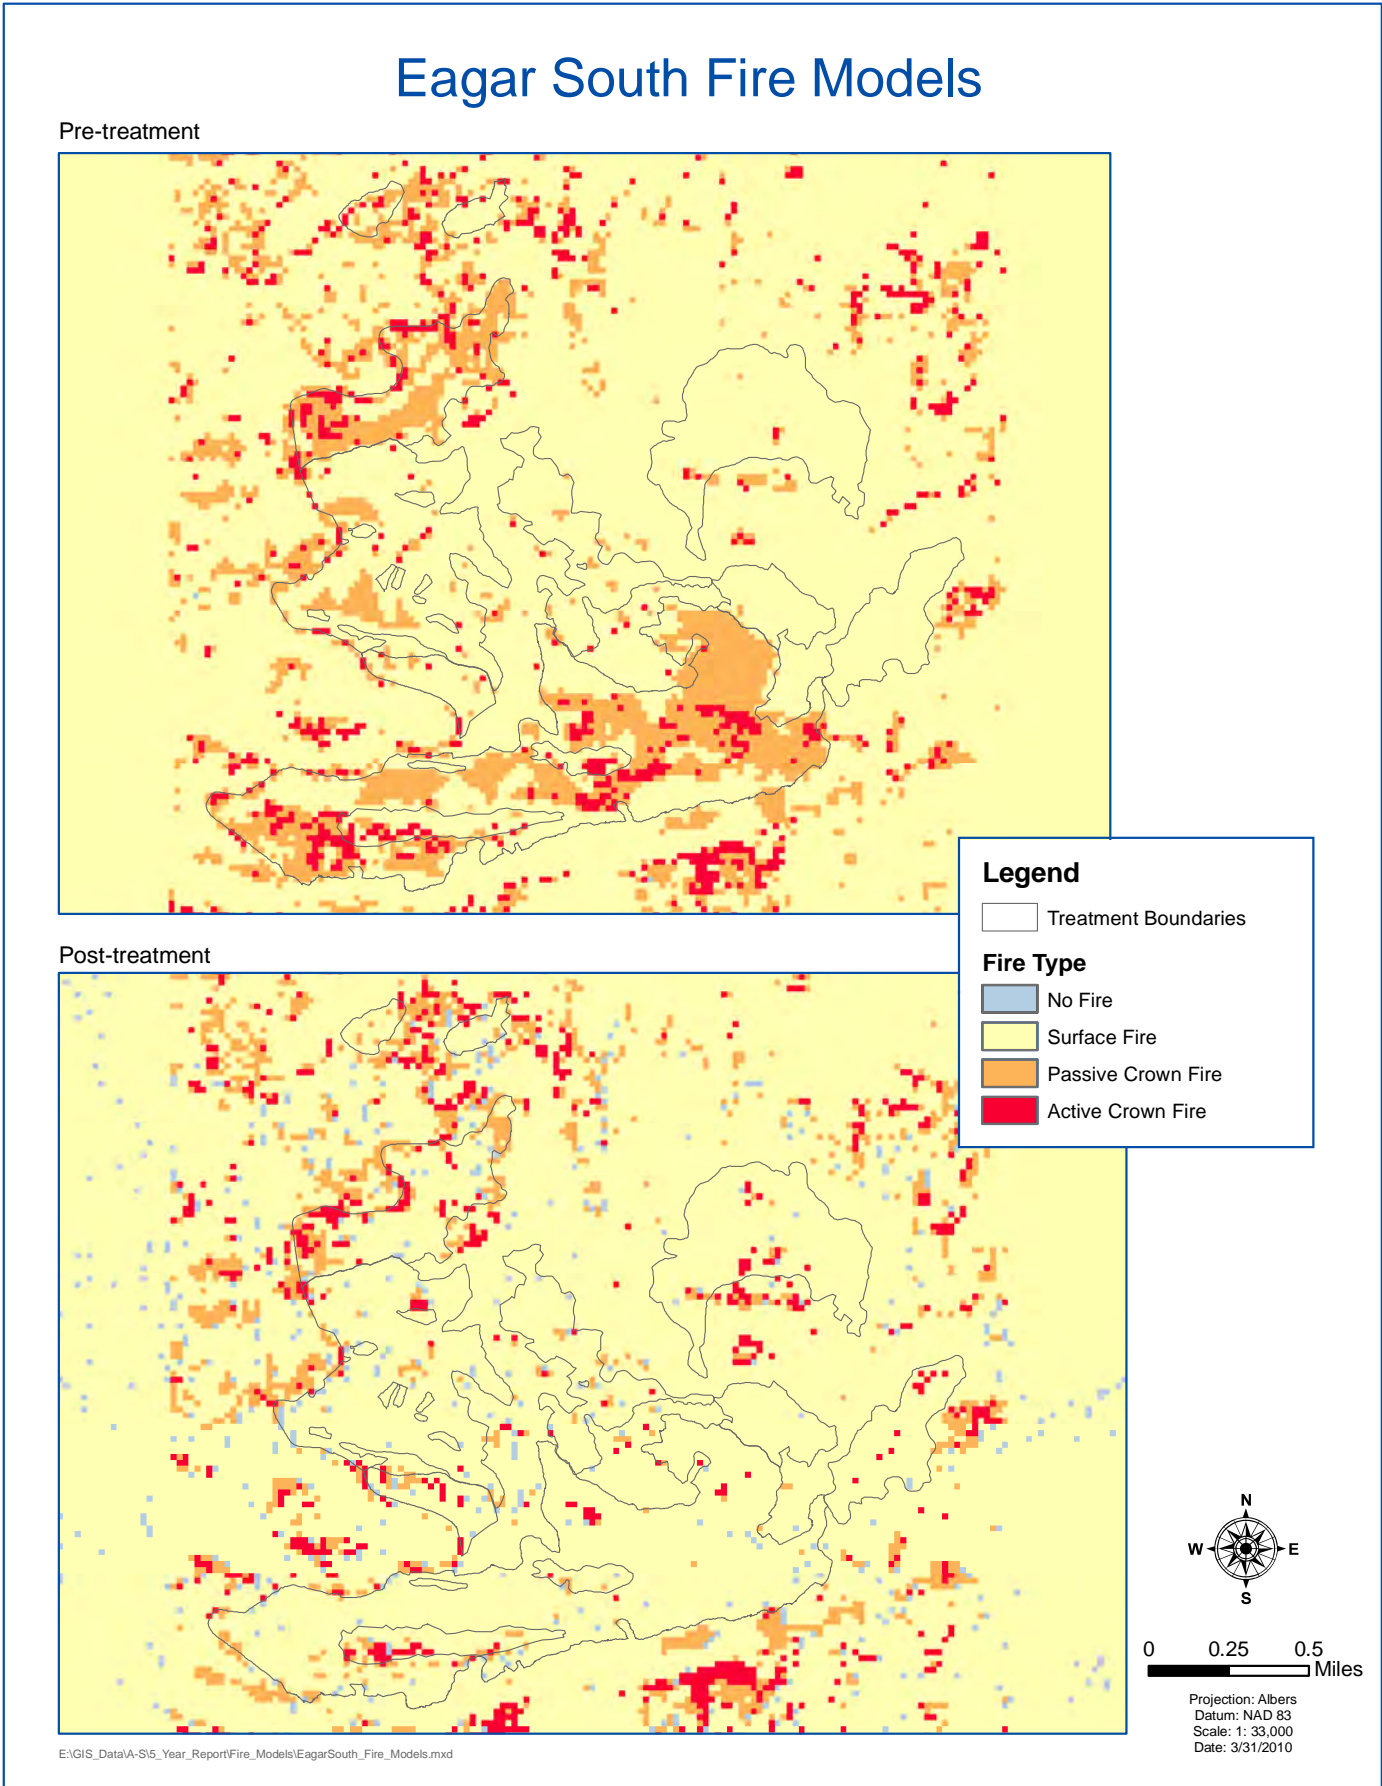 Eagar South Fire Models
Pre-treatment
Legend
Treatment Boundaries
Fire Type
No Fire
Surface Fire
Passive Crown Fire
Active Crown Fire
Post-treatment
N
W E
S
0 0.25 0.5
Miles
Projection: Albers
Datum: NAD 83
Scale: 1: 33,000
Date: 3/31/2010
E:\GIS_Data\A-S\5_Year_Report\Fire_Models\EagarSouth_Fire_Models.mxd